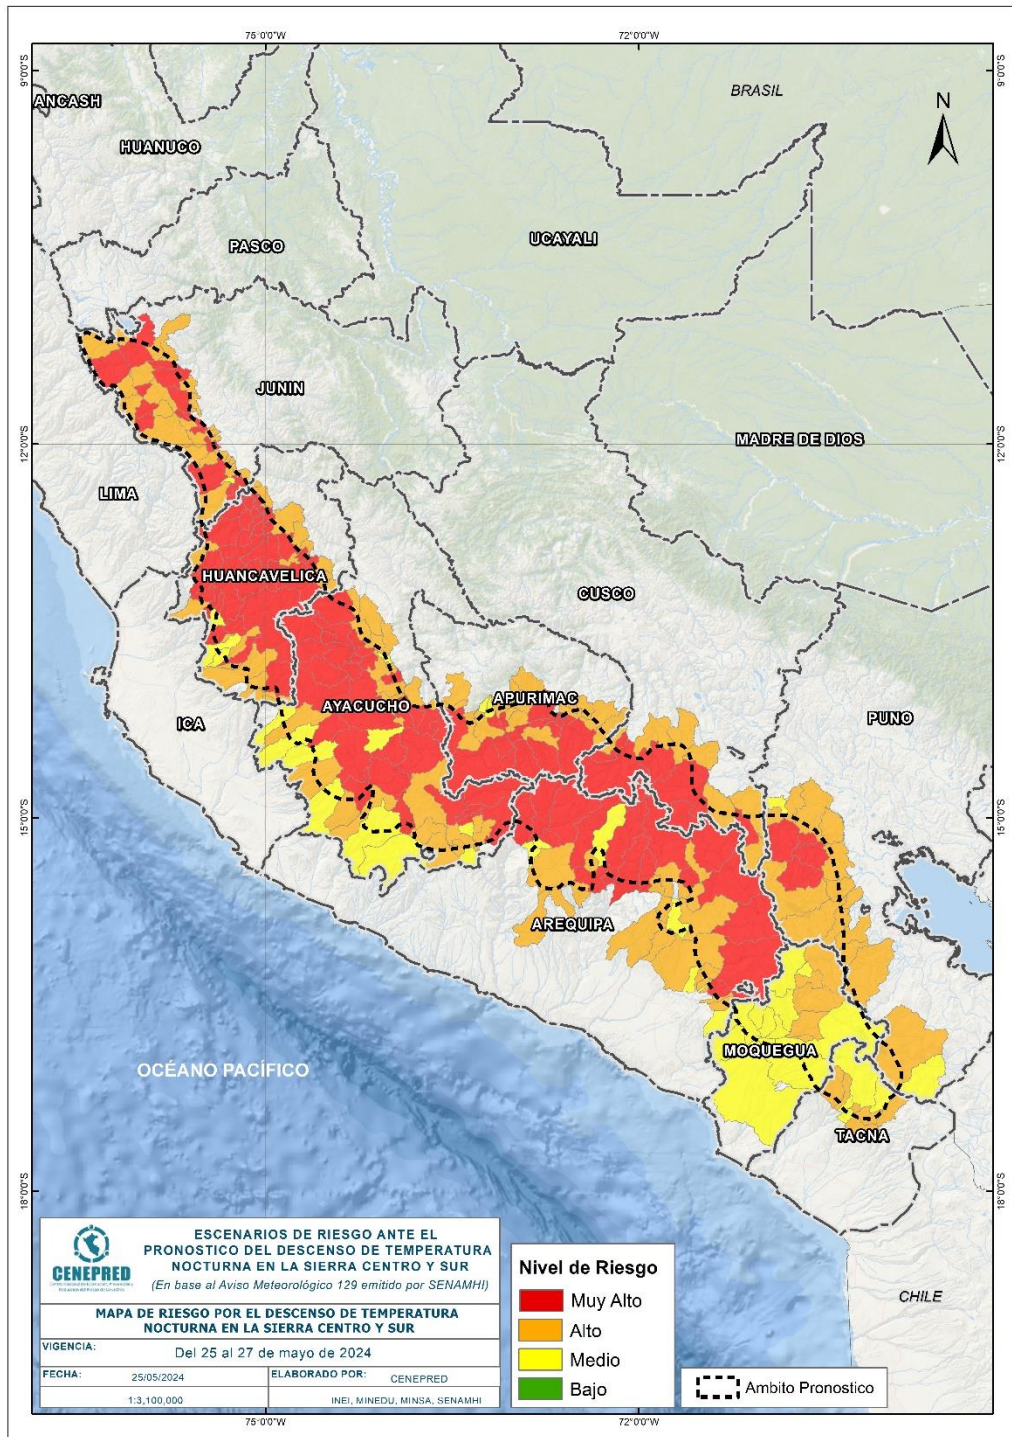 75°0'0"W
72°0'0"W
9°0'0"S
9°0'0"S
BRASIL
N
ANCASH
HUANUCO
PASCO
UCAYALI
JUNIN
MADRE DE DIOS
12°0'0"S
12°0'0"S
LIMA
HUANCAVELICA
CUSCO
APURIMAC
AYACUCHO
ICA
PUNO
15°0'0"S
15°0'0"S
AREQUIPA
MOQUEGUA
OCÉANO PACÍFICO
TACNA
18°0'0"S
18°0'0"S
CENEPRED
ESCENARIOS DE RIESGO ANTE EL
PRONOSTICO DEL DESCENSO DE TEMPERATURA
NOCTURNA EN LA SIERRA CENTRO Y SUR
(En base al Aviso Meteorológico 129 emitido por SENAMHI)
MAPA DE RIESGO POR EL DESCENSO DE TEMPERATURA
NOCTURNA EN LA SIERRA CENTRO Y SUR
VIGENCIA:
Del 25 al 27 de mayo de 2024
FECHA:
25/05/2024
ELABORADO POR:
CENEPRED
1:3,100,000
INEI, MINEDU, MINSA, SENAMHI
Nivel de Riesgo
Muy Alto
Alto
Medio
Bajo
CHILE
Ambito Pronostico
75°0'0"W
72°0'0"W